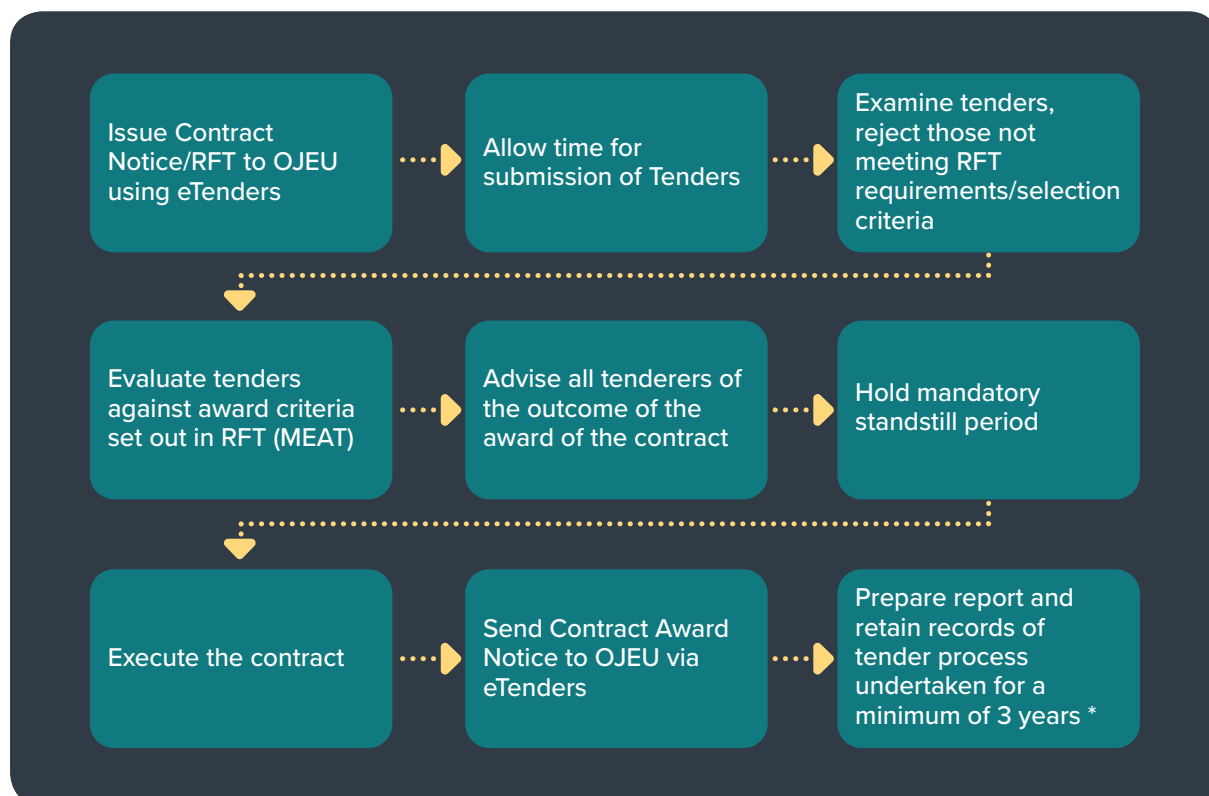 Issue Contract
Notice/RFT to OJEU
using eTenders
Allow time for
submission of Tenders
Examine tenders,
reject those not
meeting RFT
requirements/selection
criteria
Evaluate tenders
against award criteria
set out in RFT (MEAT)
Advise all tenderers of
the outcome of the
award of the contract
Hold mandatory
standstill period
Execute the contract
Send Contract Award
Notice to OJEU via
eTenders
Prepare report and
retain records of
tender process
undertaken for a
minimum of 3 years *